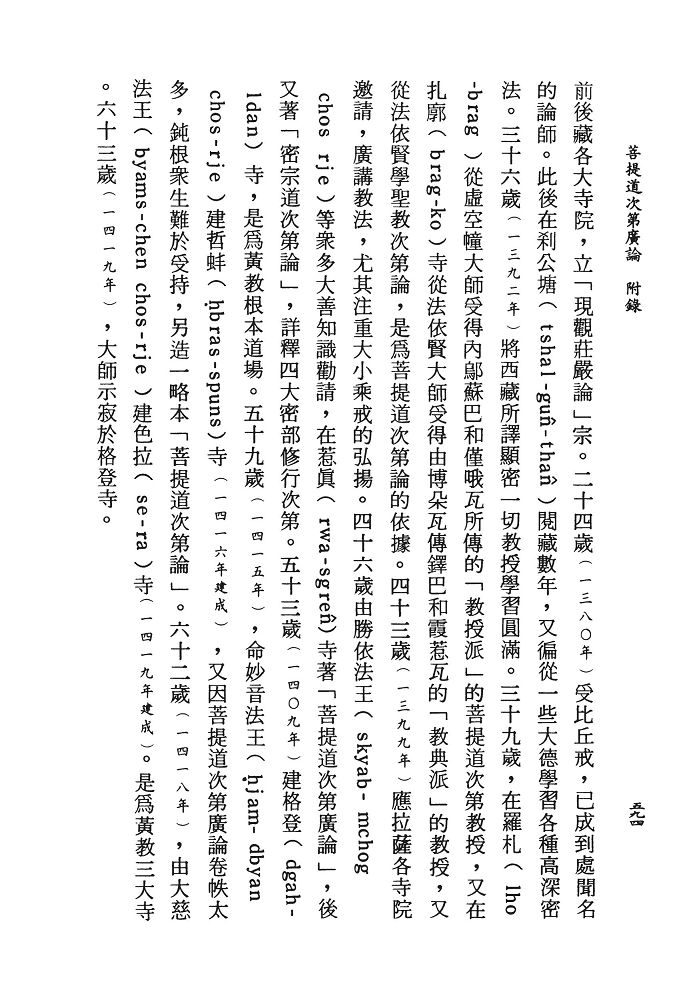 菩提道次第廣論　附錄
五九四
前後藏各大寺院，立「現觀莊嚴論」宗。二十四歲（一三八〇年）受比丘戒，已成到處聞名
的論師。此後在剎公塘（tshal-guñ-thañ）閱藏數年，又徧從一些大德學習各種高深密
法。三十六歲（一三九二年）將西藏所譯顯密一切教授學習圓滿。三十九歲，在羅札（lho
-brag）從虛空幢大師受得內鄔蘇巴和僅哦瓦所傳的「教授派」的菩提道次第教授，又在
扎廓（brag-ko）寺從法依賢大師受得由博朵瓦傳鐸巴和霞惹瓦的「教典派」的教授，又
從法依賢學聖教次第論，是爲菩提道次第論的依據。四十三歲（一三九九年）應拉薩各寺院
邀請，廣講教法，尤其注重大小乘戒的弘揚。四十六歲由勝依法王（skyab-mchog
chos rje）等衆多大善知識勸請，在惹眞（rwa-sgreñ）寺著「菩提道次第廣論」，後
又著「密宗道次第論」，詳釋四大密部修行次第。五十三歲（一四〇九年）建格登（dgah-
ldan）寺，是爲黃教根本道場。五十九歲（一四一五年），命妙音法王（ḥjam-dbyan
chos-rje）建哲蚌（ḥbras-spuns）寺（一四一六年建成），又因菩提道次第廣論卷帙太
多，鈍根衆生難於受持，另造一略本「菩提道次第論」。六十二歲（一四一八年），由大慈
法王（byams-chen chos-rje）建色拉（se-ra）寺（一四一九年建成）。是爲黃教三大寺
。六十三歲（一四一九年），大師示寂於格登寺。